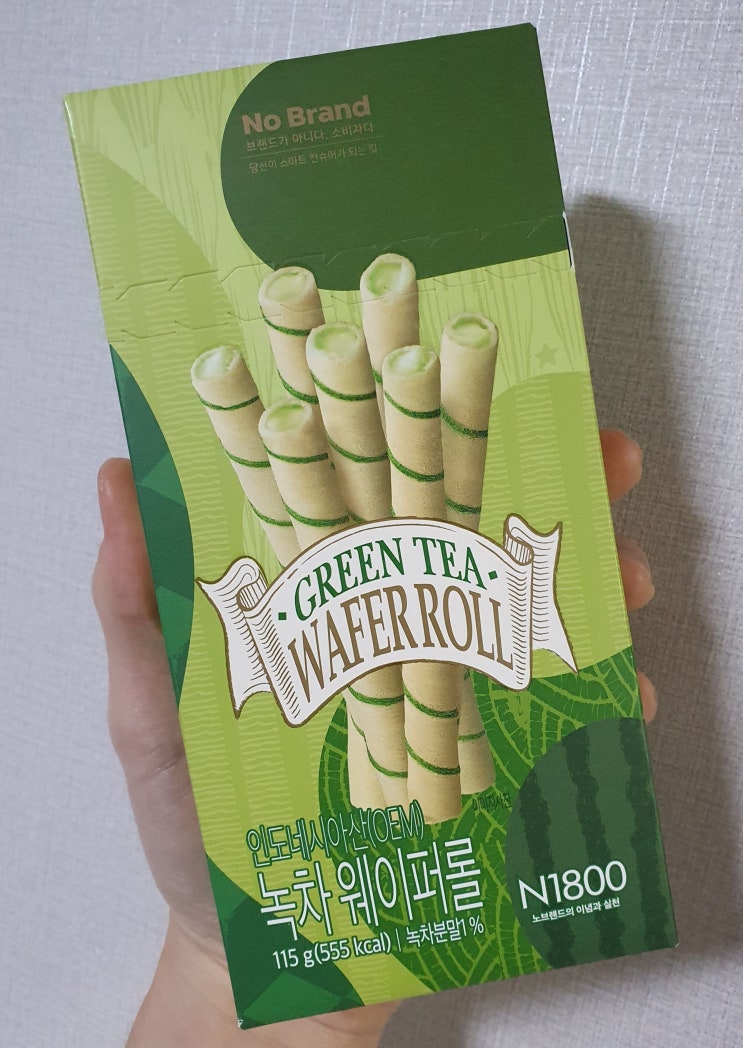 No Brand
브랜드가 아니다. 소비자다
당신이 스마트 컨슈머가 되는 길
·GREEN TEA·
WAFER ROLL
이미지사진
인도네시아산(OEM)
녹차 웨이퍼롤
115 g(555 kcal) | 녹차분말1 %
N1800
노브랜드의 이념과 실천